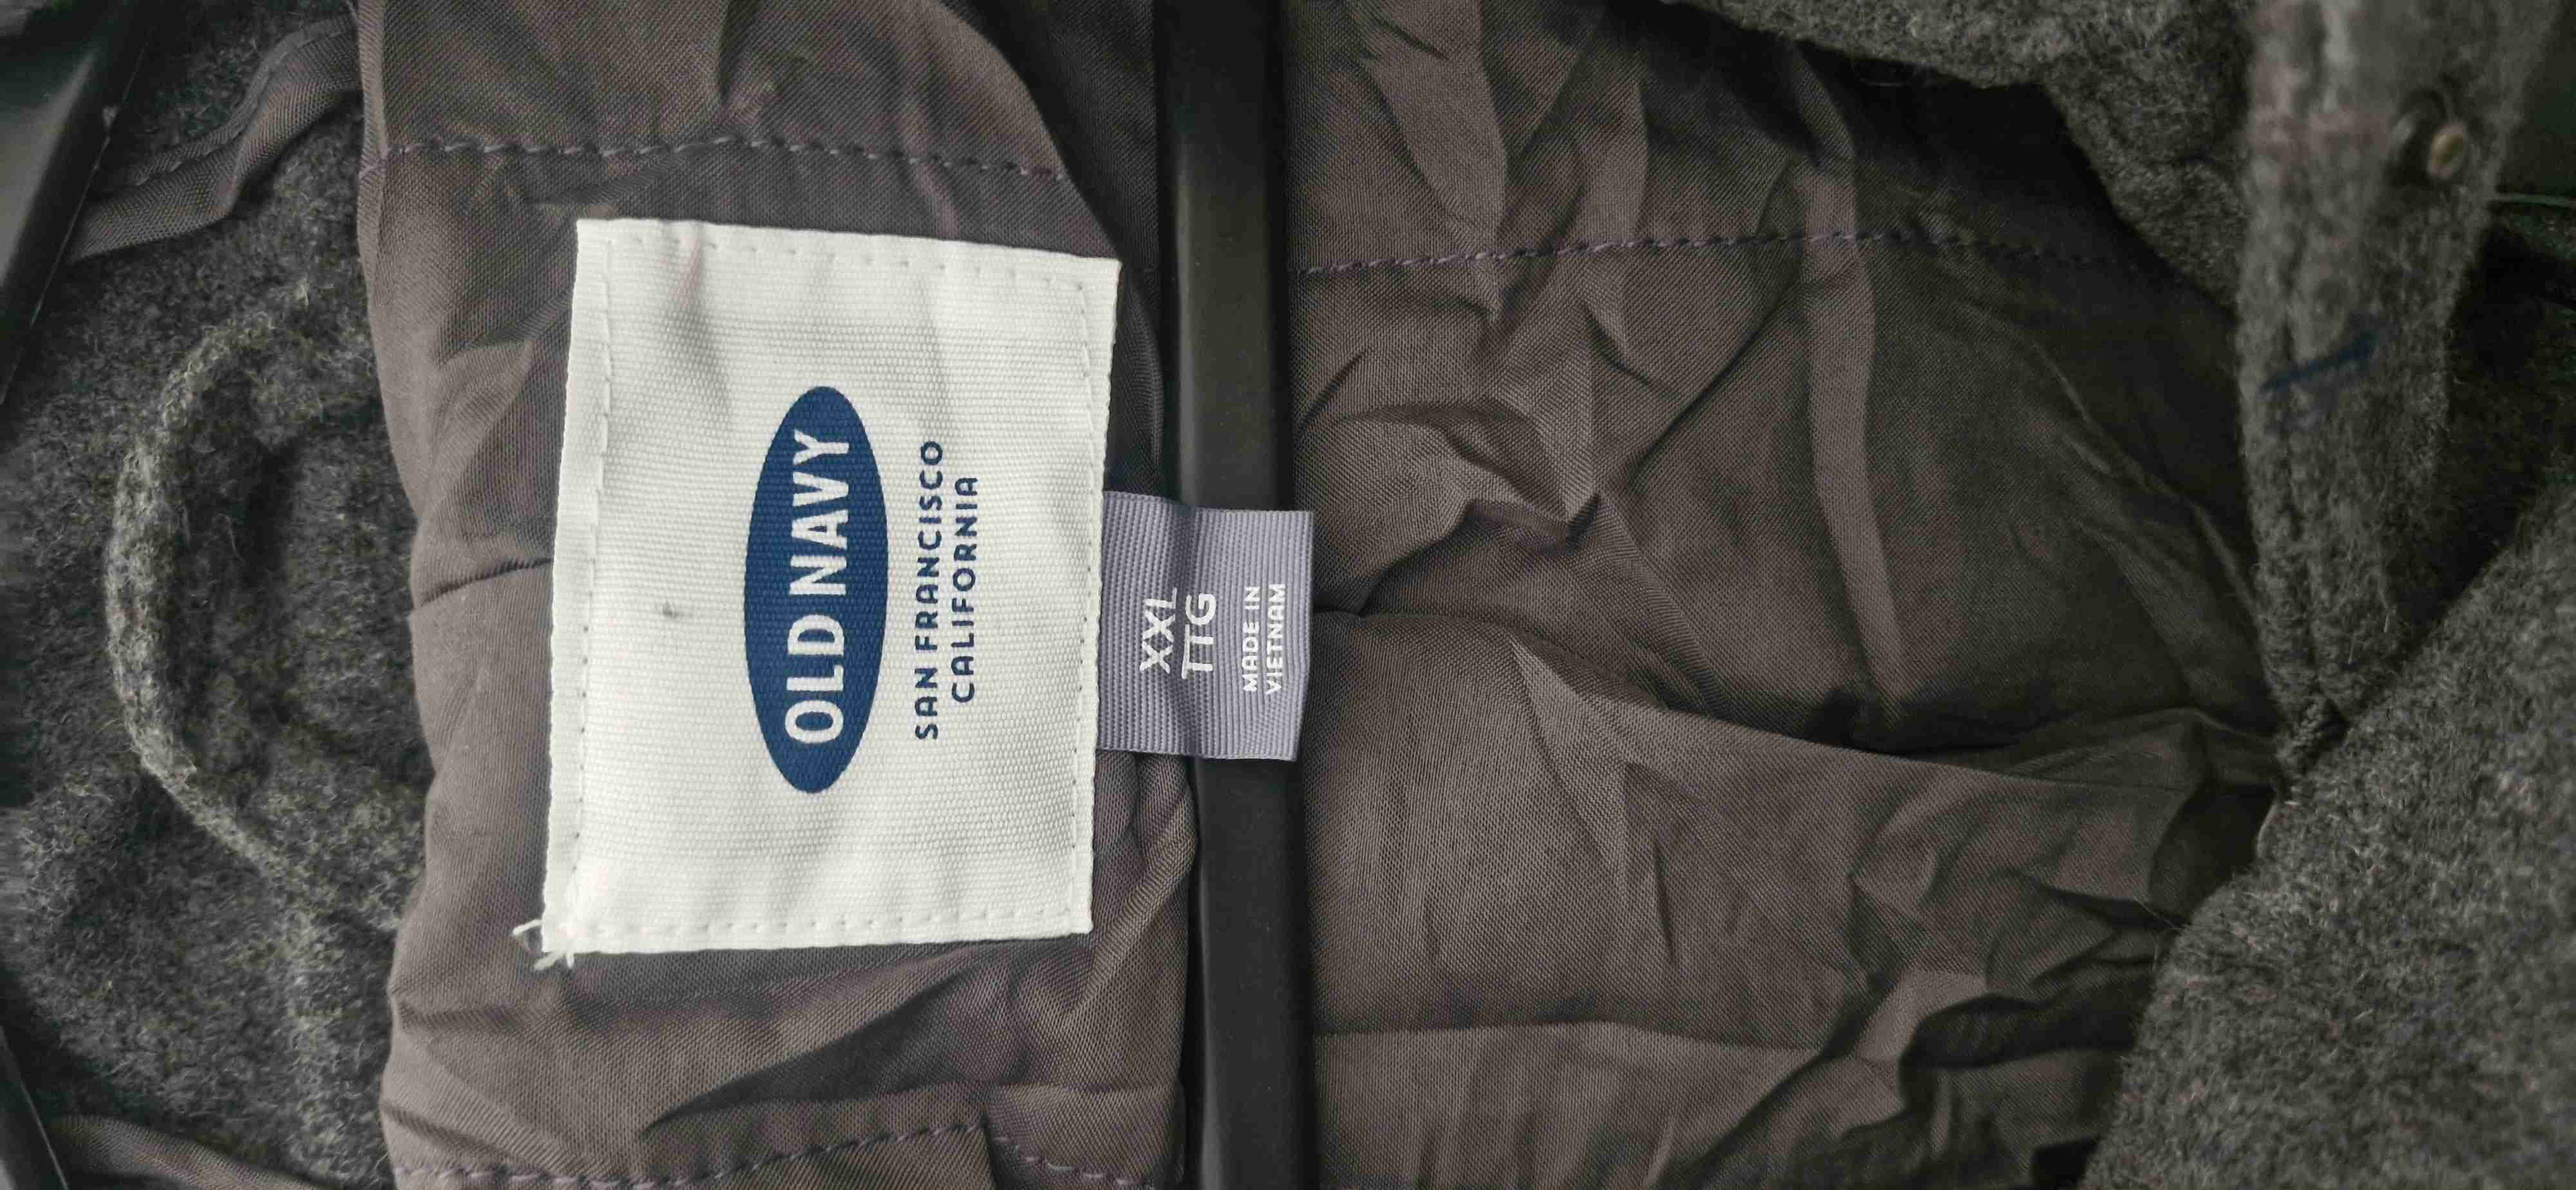 OLD NAVY
SAN FRANCISCO
CALIFORNIA
XXL
TTG
MADE IN
VIETNAM